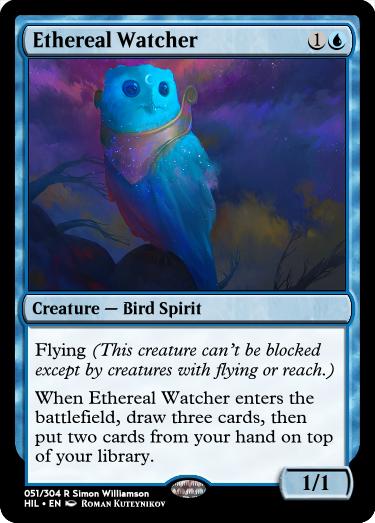 Ethereal Watcher 1
Creature — Bird Spirit
Flying (This creature can't be blocked
except by creatures with flying or reach.)
When Ethereal Watcher enters the
battlefield, draw three cards, then
put two cards from your hand on top
of your library.
1/1
051/304 R Simon Williamson
HIL • EN Roman Kuteynikov